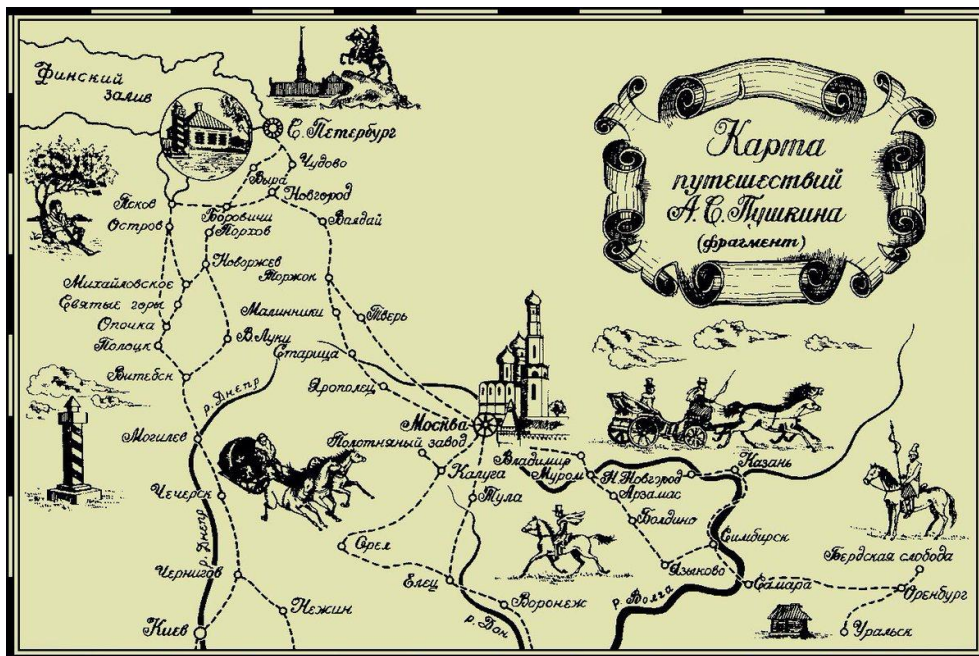 Финский
залив
С. Петербург
Карта
путешествий
А. С. Пушкина
(фрагмент)
Чудово
Выра
Новгород
Псков
Боровичи
Валдай
Остров
Порхов
Новоржев
Торжок
Михайловское
Святые горы
Малинники
Тверь
Опочка
Полоцк
В. Луки
Старица
Витебск
р. Днепр
Ярополец
Могилев
Москва
Полотняный завод
Калуга
Владимир
Муром
Н. Новгород
Казань
Чечерск
Тула
Арзамас
Болдино
р. Днепр
Орел
Симбирск
Бердская слобода
Чернигов
Елец
Языково
Самара
Оренбург
Нежин
Воронеж
р. Волга
Киев
р. Дон
Уральск